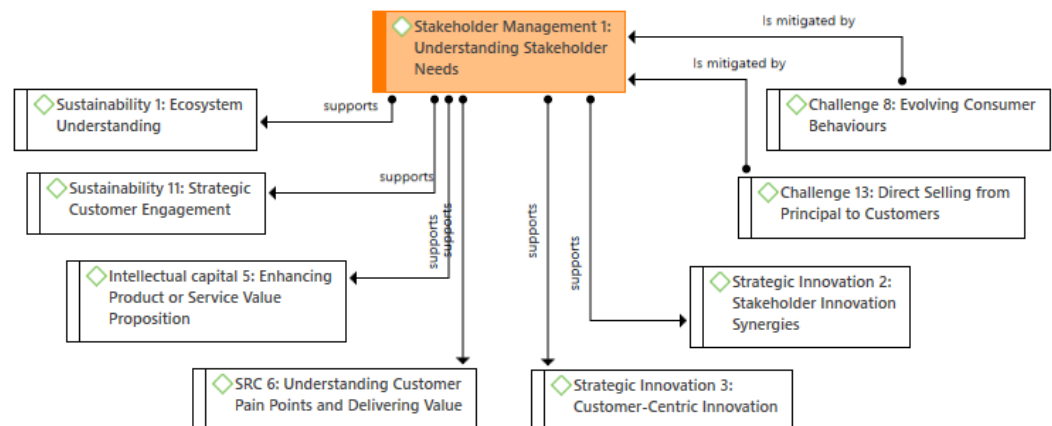 Stakeholder Management 1:
Understanding Stakeholder
Needs
Is mitigated by
Is mitigated by
Sustainability 1: Ecosystem
Understanding
supports
Challenge 8: Evolving Consumer
Behaviours
Sustainability 11: Strategic
Customer Engagement
supports
Challenge 13: Direct Selling from
Principal to Customers
supports
supports
supports
supports
Intellectual capital 5: Enhancing
Product or Service Value
Proposition
Strategic Innovation 2:
Stakeholder Innovation
Synergies
SRC 6: Understanding Customer
Pain Points and Delivering Value
Strategic Innovation 3:
Customer-Centric Innovation